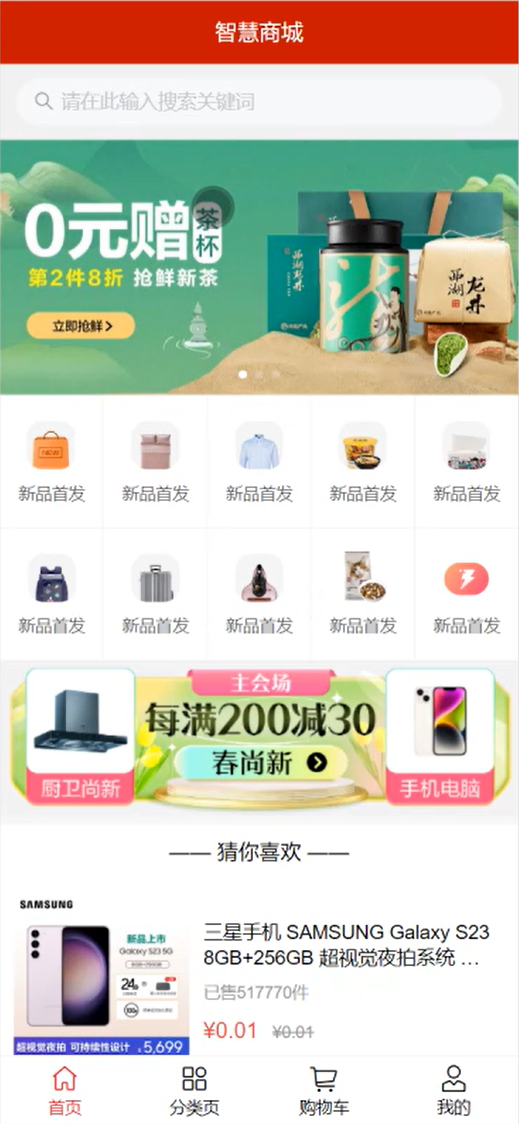 智慧商城
请在此输入搜索关键词
0元赠茶杯
第2件8折 抢鲜新茶
立即抢鲜
西湖龙井
西湖龙井
新品首发
新品首发
新品首发
新品首发
新品首发
新品首发
新品首发
新品首发
新品首发
新品首发
主会场
每满200减30
春尚新
厨卫尚新
手机电脑
—— 猜你喜欢 ——
SAMSUNG
新品上市
Galaxy S23 5G
8GB+256GB
24
超视觉夜拍 可持续性设计 5,699
三星手机 SAMSUNG Galaxy S23
8GB+256GB 超视觉夜拍系统 ...
已售517770件
¥0.01 ¥0.01
首页
分类页
购物车
我的